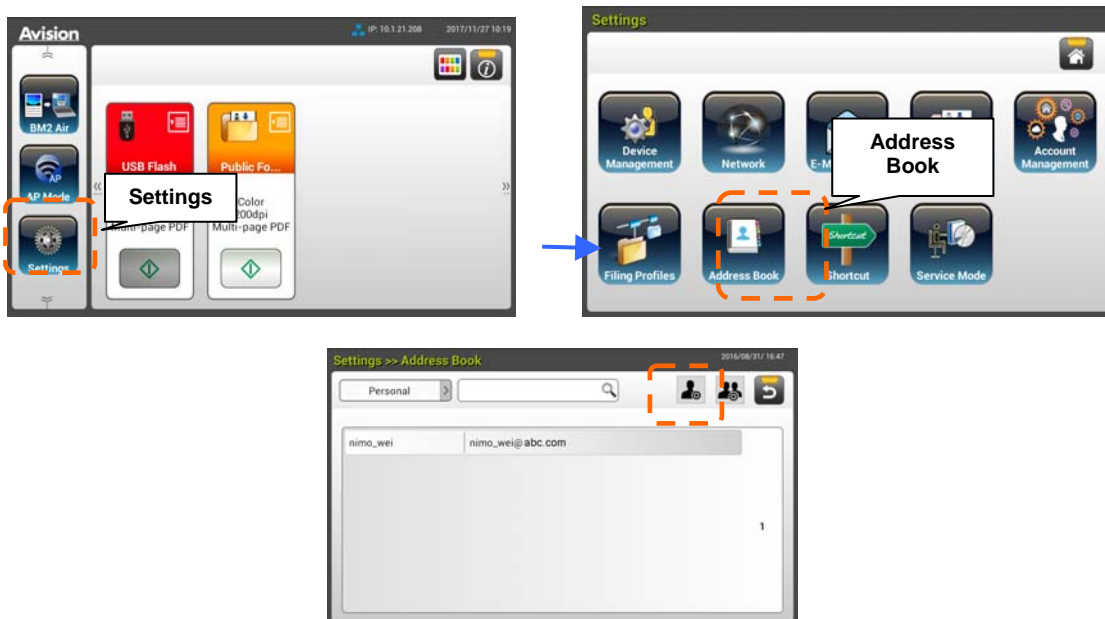 Avision
IP: 10.1.21.208 2017/11/27 10:19
BM2 Air
AP Mode
Settings
USB Flash
Public Fo...
Settings
Color
200dpi
Multi-page PDF
Multi-page PDF
Settings
Device
Management
Network
E-M
Address
Book
Account
Management
Filing Profiles
Address Book
Shortcut
Shortcut
Service Mode
Settings >> Address Book
2016/08/31/ 16:47
Personal
nimo_wei
nimo_wei@abc.com
1